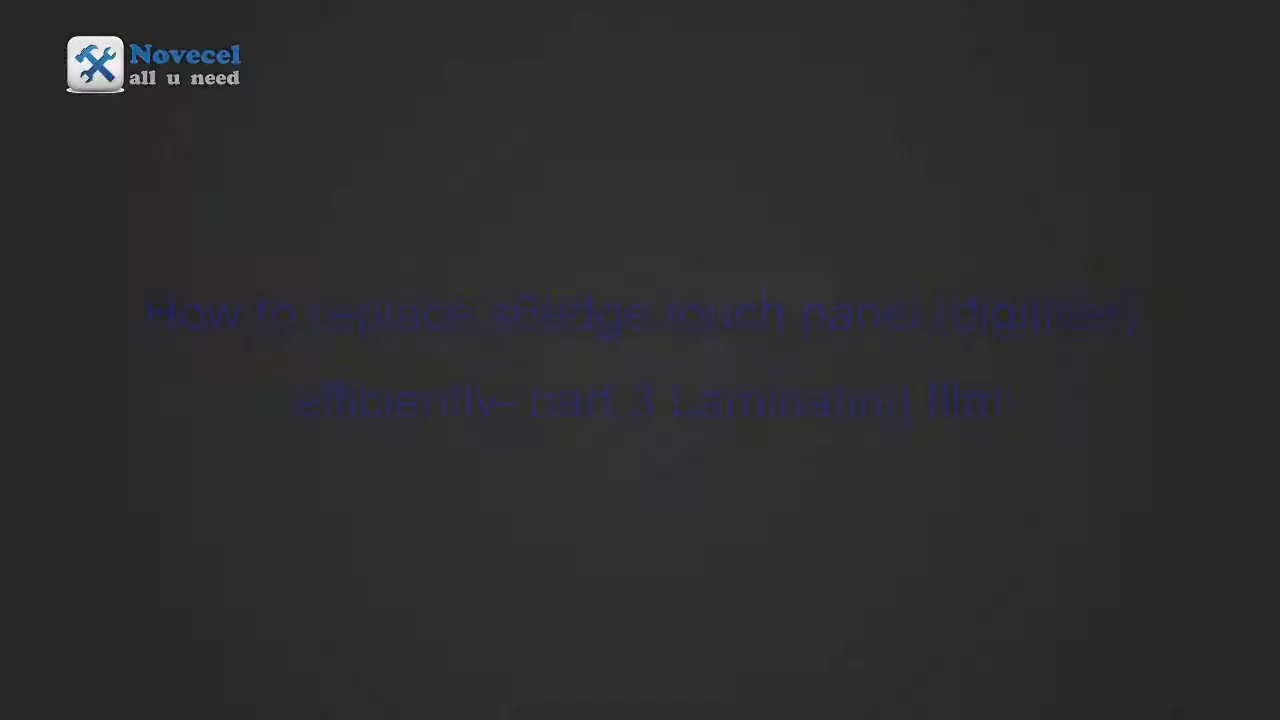 Novecel
all u need
How to replace s6edge touch panel (digitizer)
efficiently- part 3 Laminating film